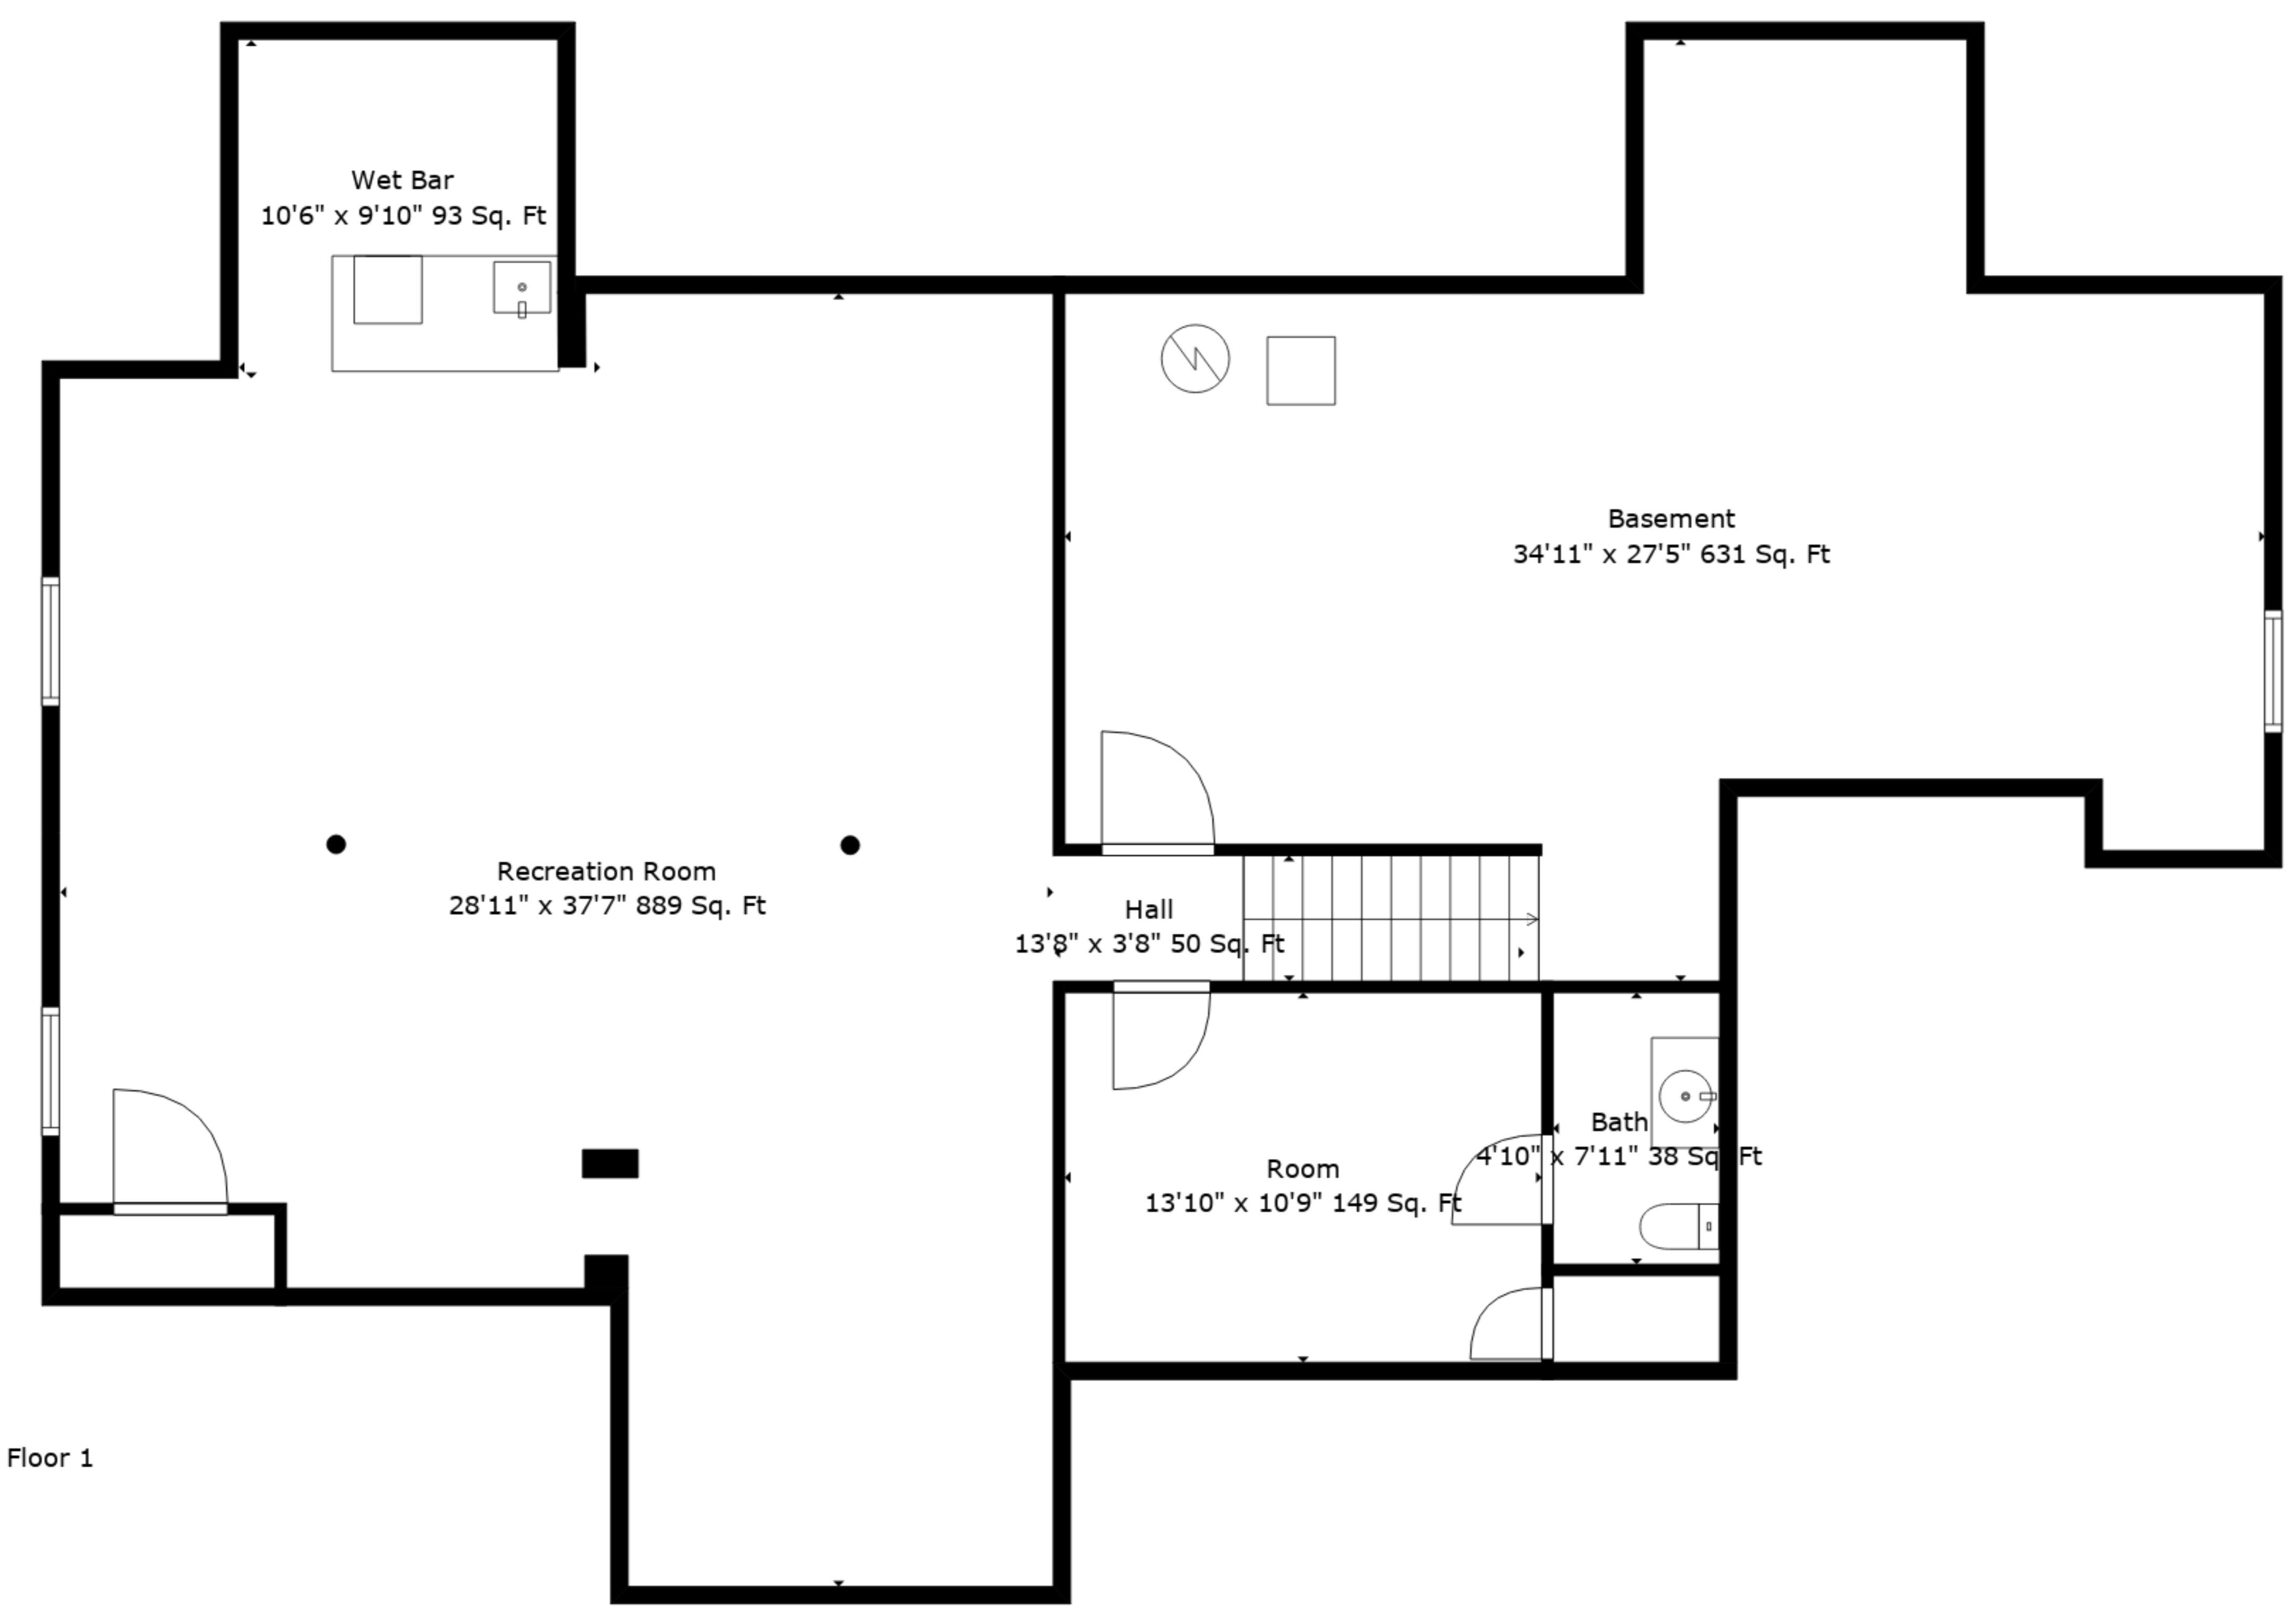 Wet Bar
10'6" x 9'10" 93 Sq. Ft
Basement
34'11" x 27'5" 631 Sq. Ft
Recreation Room
28'11" x 37'7" 889 Sq. Ft
Hall
13'8" x 3'8" 50 Sq. Ft
Bath
4'10" x 7'11" 38 Sq. Ft
Room
13'10" x 10'9" 149 Sq. Ft
Floor 1